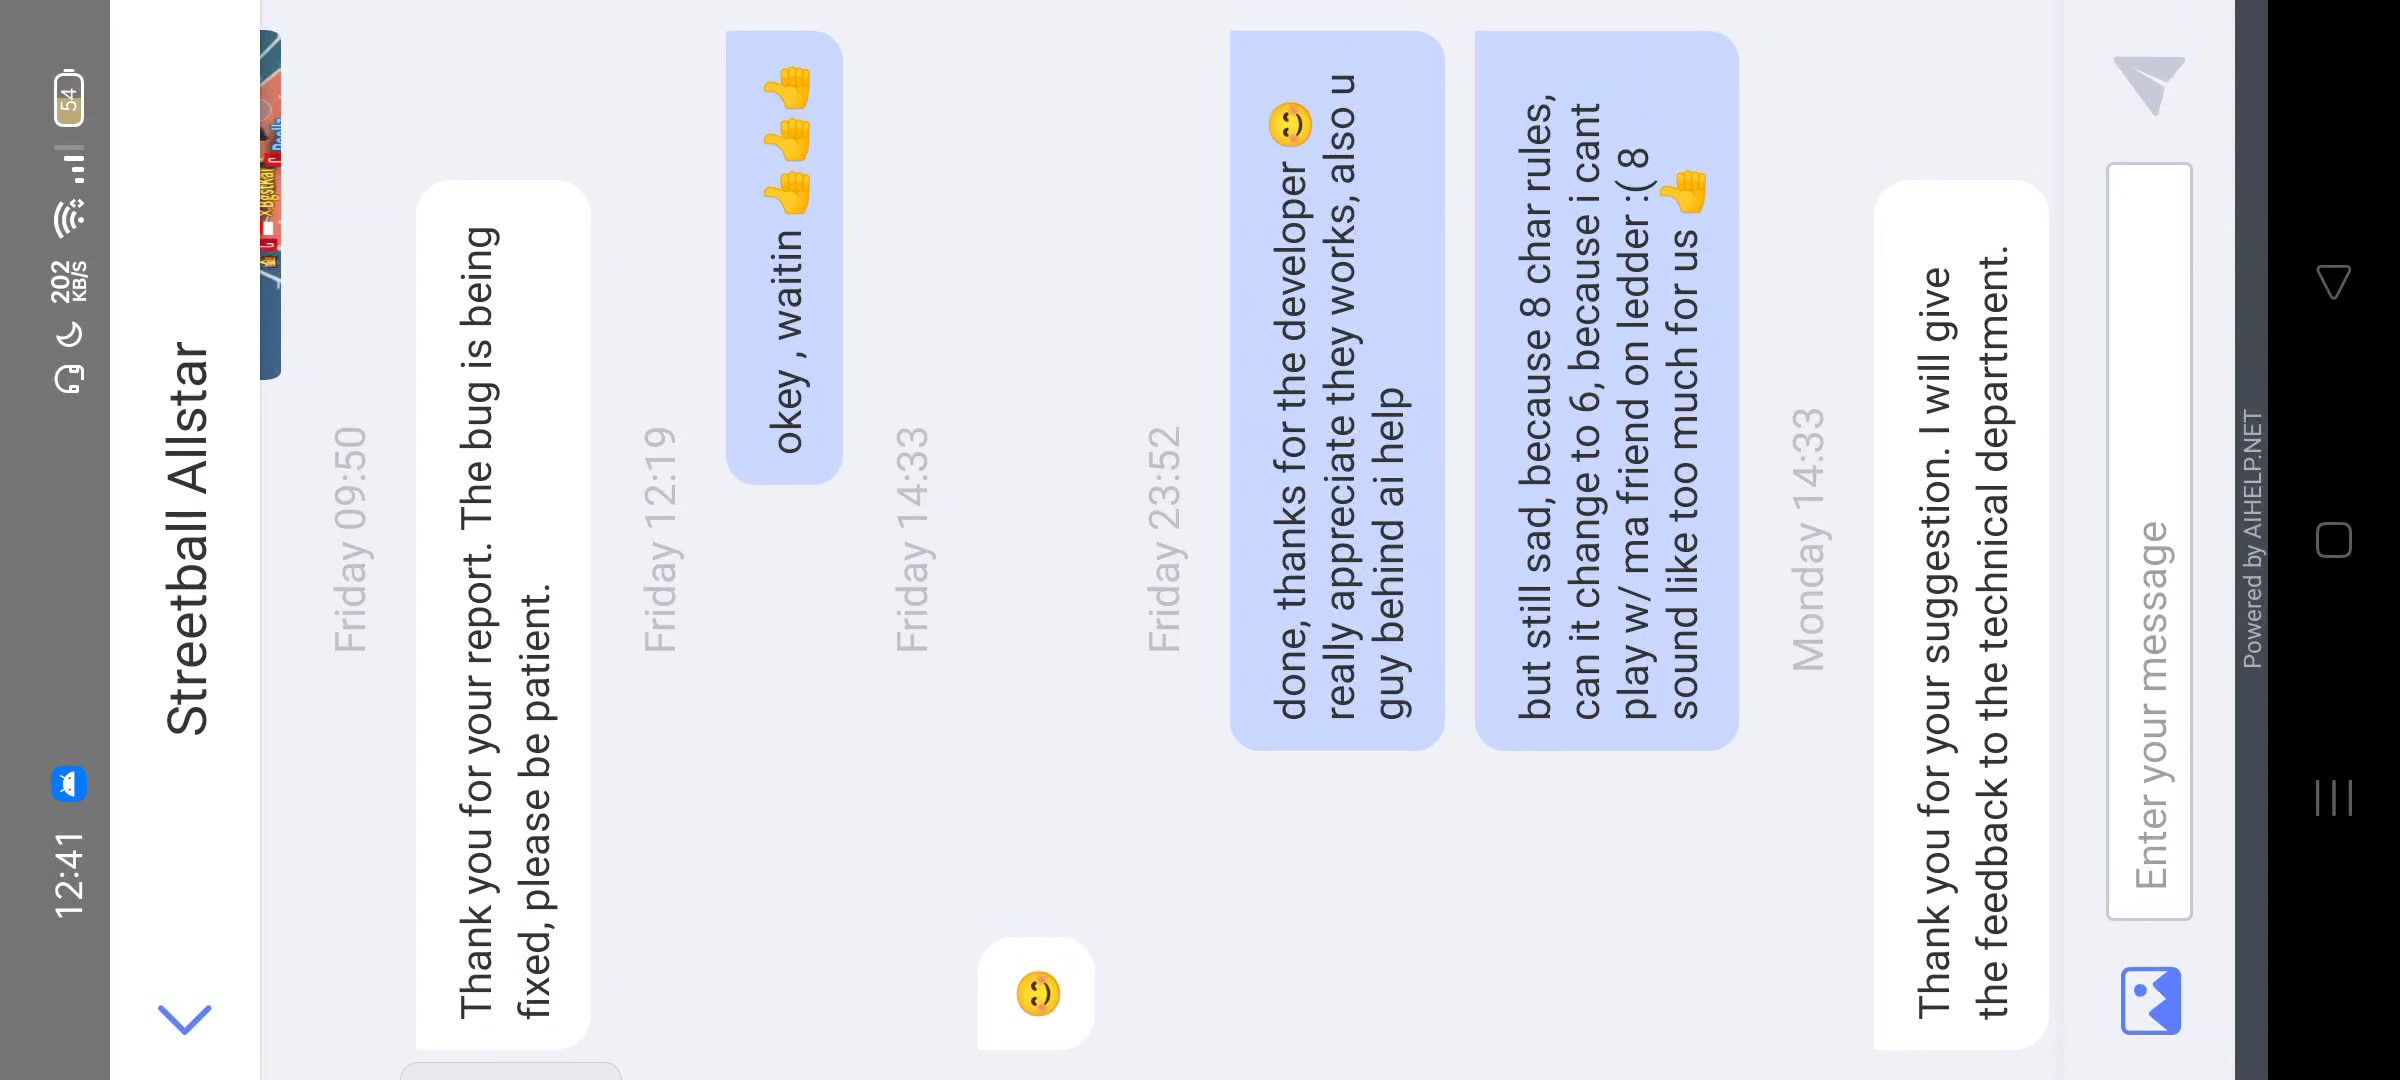 12:41
202
KB/s
54
Streetball Allstar
X.BgstKar
Friday 09:50
Thank you for your report. The bug is being
fixed, please be patient.
Friday 12:19
okey , waitin 👍👍👍
Friday 14:33
😊
Friday 23:52
done, thanks for the developer 😊
really appreciate they works, also u
guy behind ai help
but still sad, because 8 char rules,
can it change to 6, because i cant
play w/ ma friend on ledder :( 8
sound like too much for us 👍
Monday 14:33
Thank you for your suggestion. I will give
the feedback to the technical department.
Enter your message
Powered by AIHELP.NET